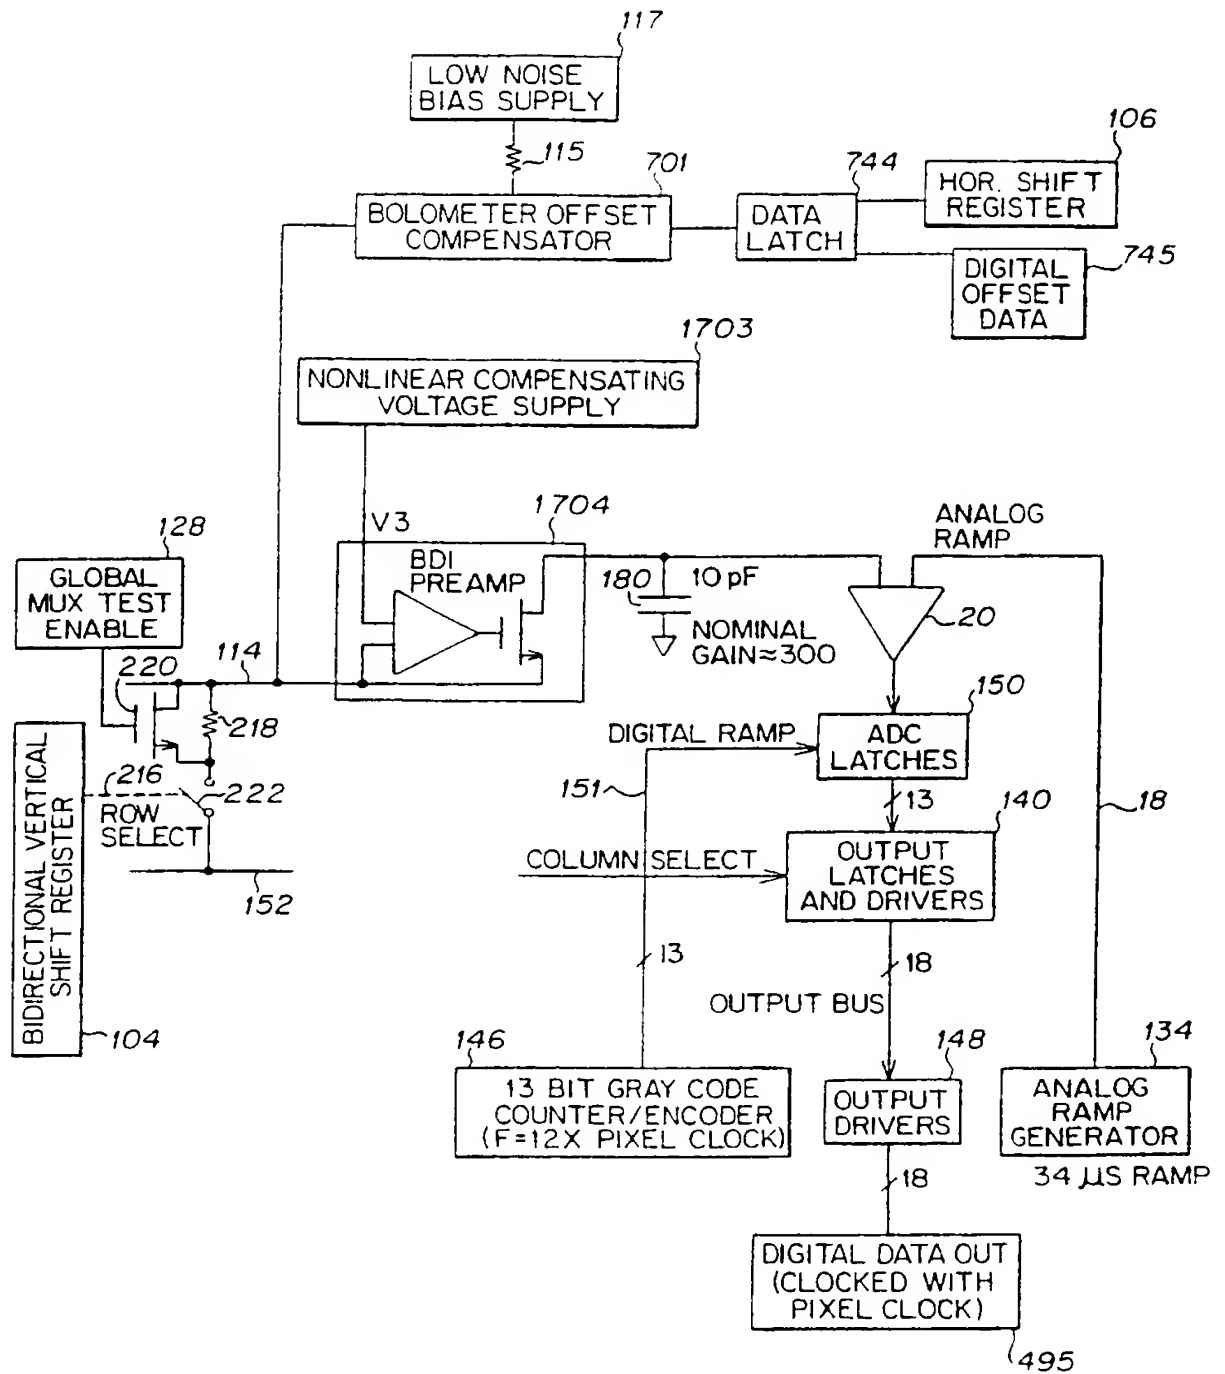 117
LOW NOISE
BIAS SUPPLY
115
701
BOLOMETER OFFSET
COMPENSATOR
744
DATA
LATCH
106
HOR. SHIFT
REGISTER
745
DIGITAL
OFFSET
DATA
1703
NONLINEAR COMPENSATING
VOLTAGE SUPPLY
V3
1704
BDI
PREAMP
128
GLOBAL
MUX TEST
ENABLE
220
114
218
216
222
ROW
SELECT
152
BIDIRECTIONAL VERTICAL
SHIFT REGISTER
104
180
10 pF
NOMINAL
GAIN≈300
ANALOG
RAMP
20
150
DIGITAL RAMP
ADC
LATCHES
151
13
140
18
COLUMN SELECT
OUTPUT
LATCHES
AND DRIVERS
13
18
OUTPUT BUS
146
13 BIT GRAY CODE
COUNTER/ENCODER
(F=12X PIXEL CLOCK)
148
OUTPUT
DRIVERS
134
ANALOG
RAMP
GENERATOR
34 μS RAMP
18
DIGITAL DATA OUT
(CLOCKED WITH
PIXEL CLOCK)
495